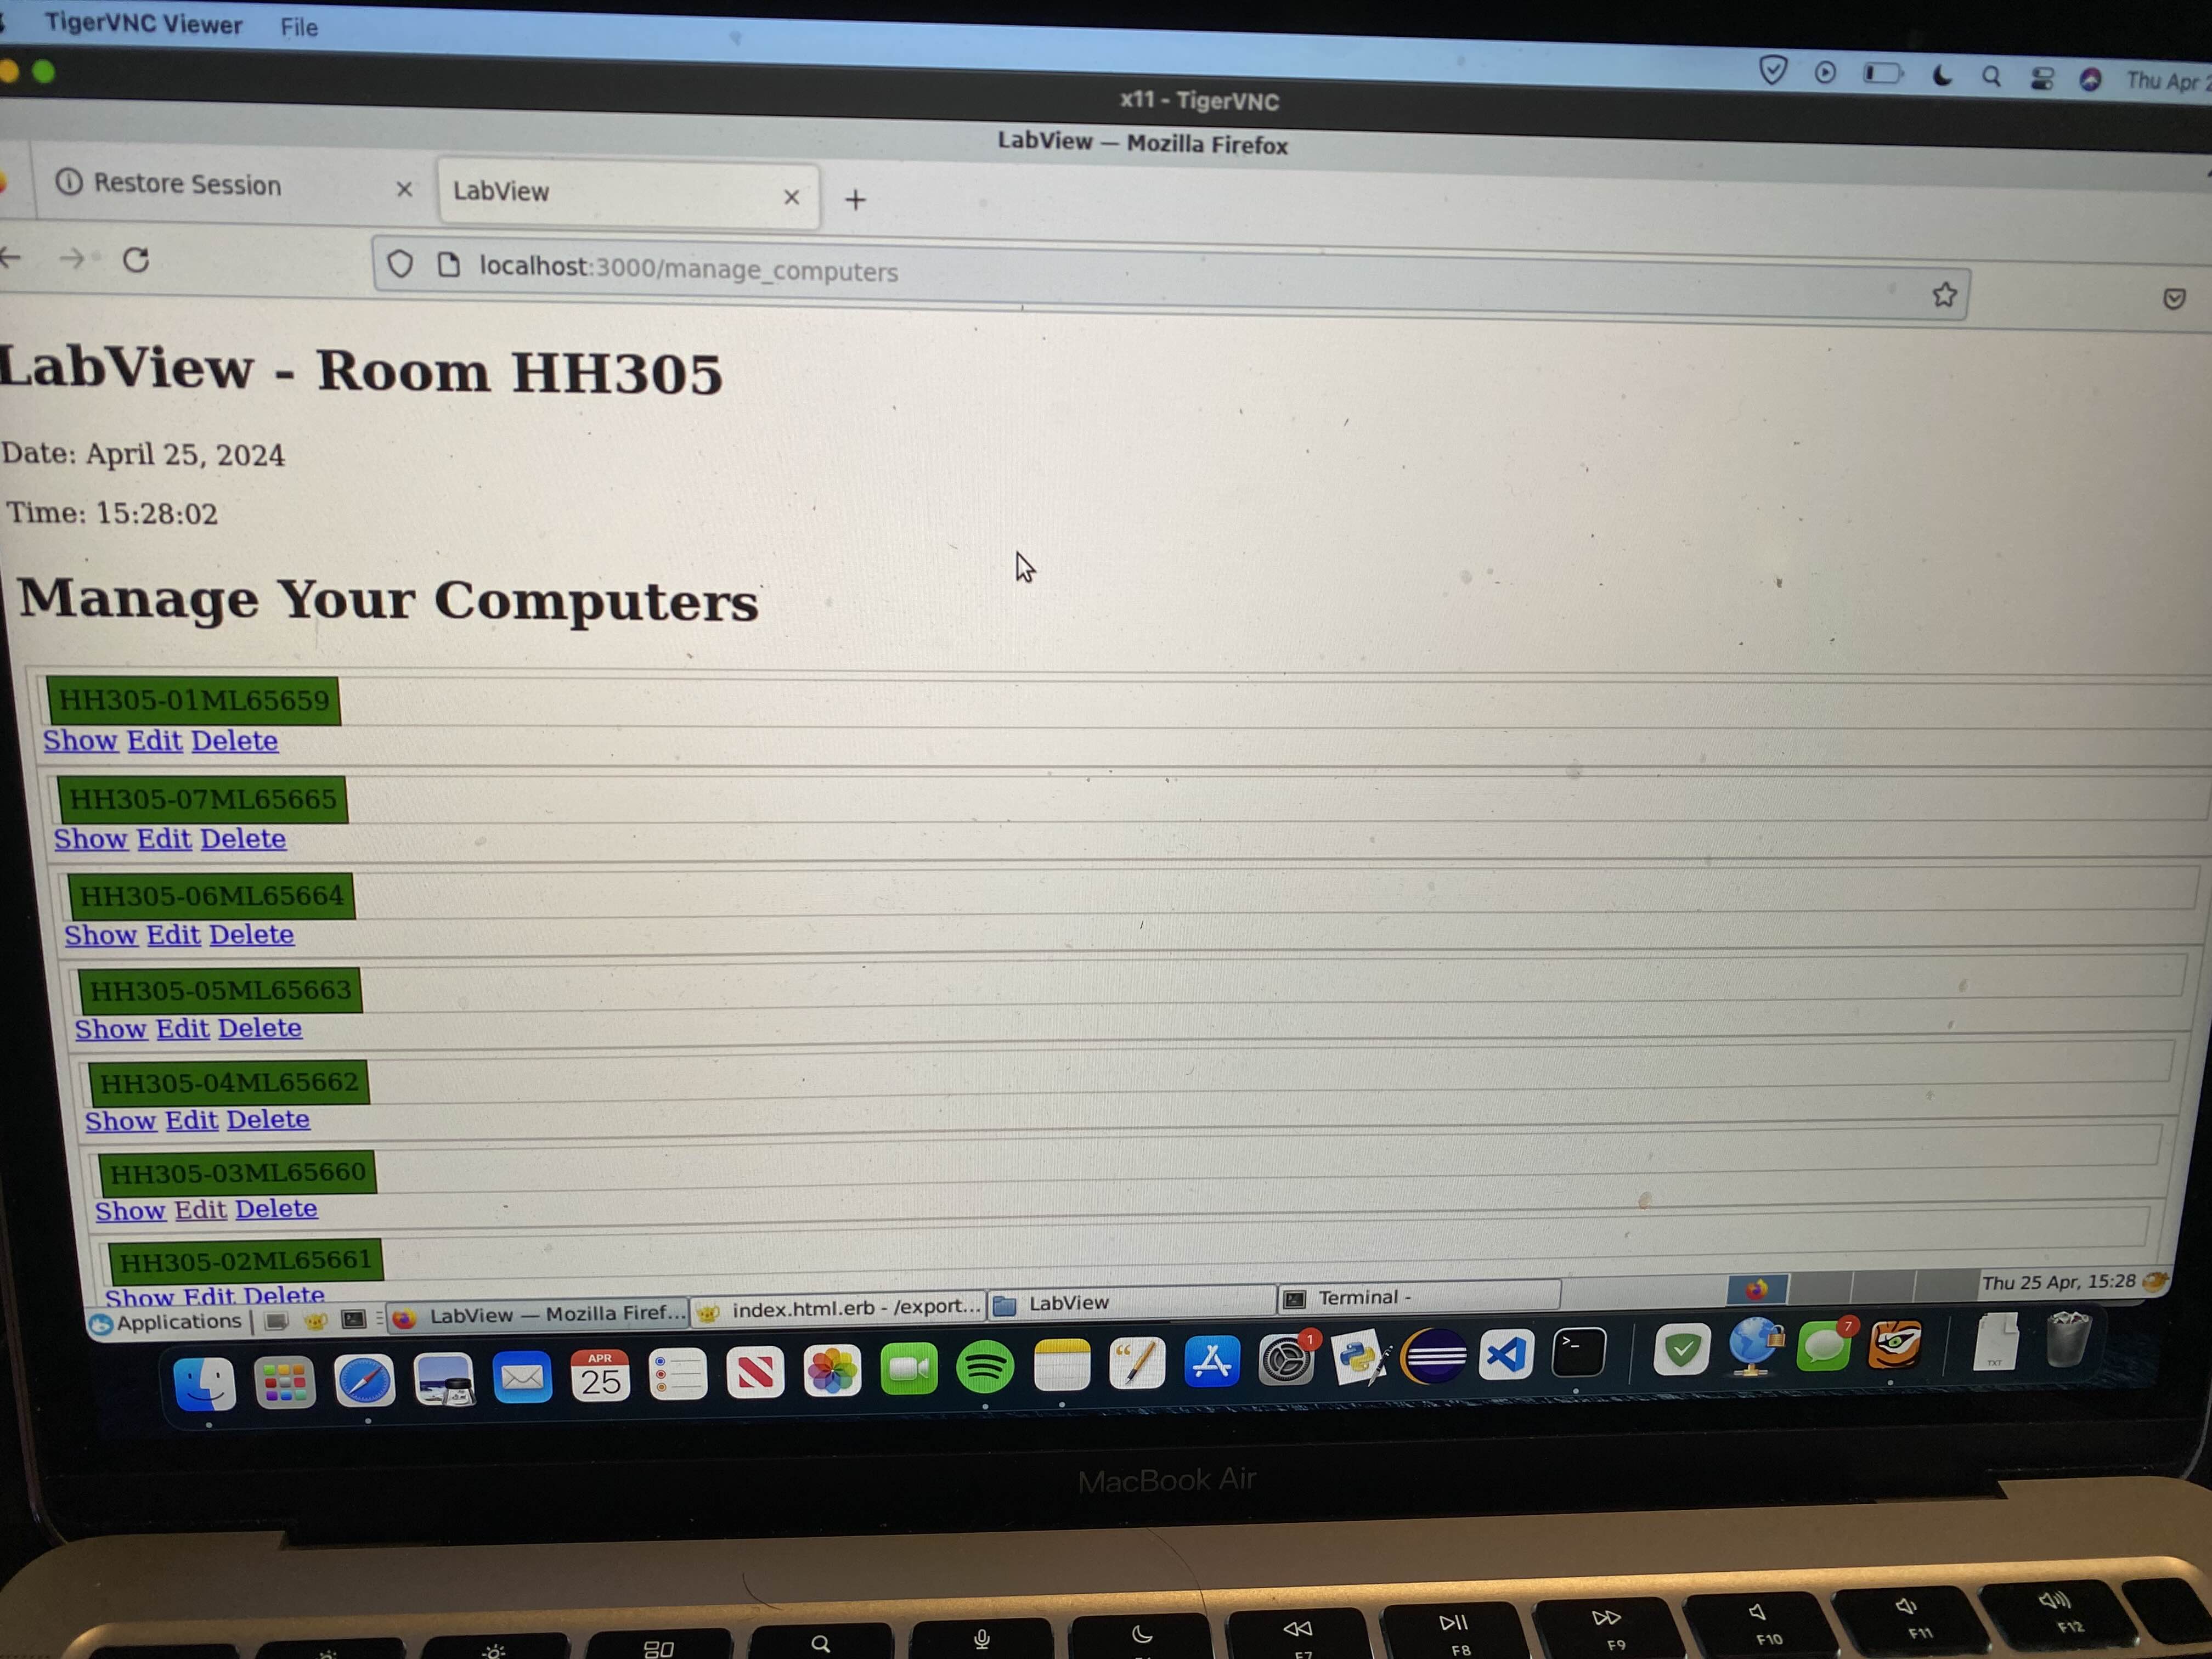 TigerVNC Viewer File
Thu Apr 2
x11 - TigerVNC
LabView — Mozilla Firefox
Restore Session
LabView
localhost:3000/manage_computers
LabView - Room HH305
Date: April 25, 2024
Time: 15:28:02
Manage Your Computers
HH305-01ML65659
Show Edit Delete
HH305-07ML65665
Show Edit Delete
HH305-06ML65664
Show Edit Delete
HH305-05ML65663
Show Edit Delete
HH305-04ML65662
Show Edit Delete
HH305-03ML65660
Show Edit Delete
HH305-02ML65661
Show Edit Delete
Applications LabView — Mozilla Firef... index.html.erb - /export... LabView Terminal - Thu 25 Apr, 15:28
APR
25
1
7
TXT
MacBook Air
F7 F8 F9 F10 F11 F12